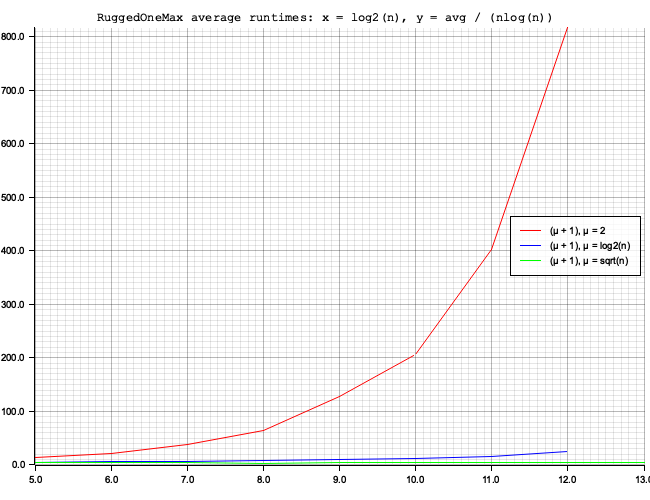 RuggedOneMax average runtimes: x = log2(n), y = avg / (nlog(n))
800.0
700.0
600.0
500.0
400.0
300.0
200.0
100.0
0.0
(μ + 1), μ = 2
(μ + 1), μ = log2(n)
(μ + 1), μ = sqrt(n)
5.0 6.0 7.0 8.0 9.0 10.0 11.0 12.0 13.0